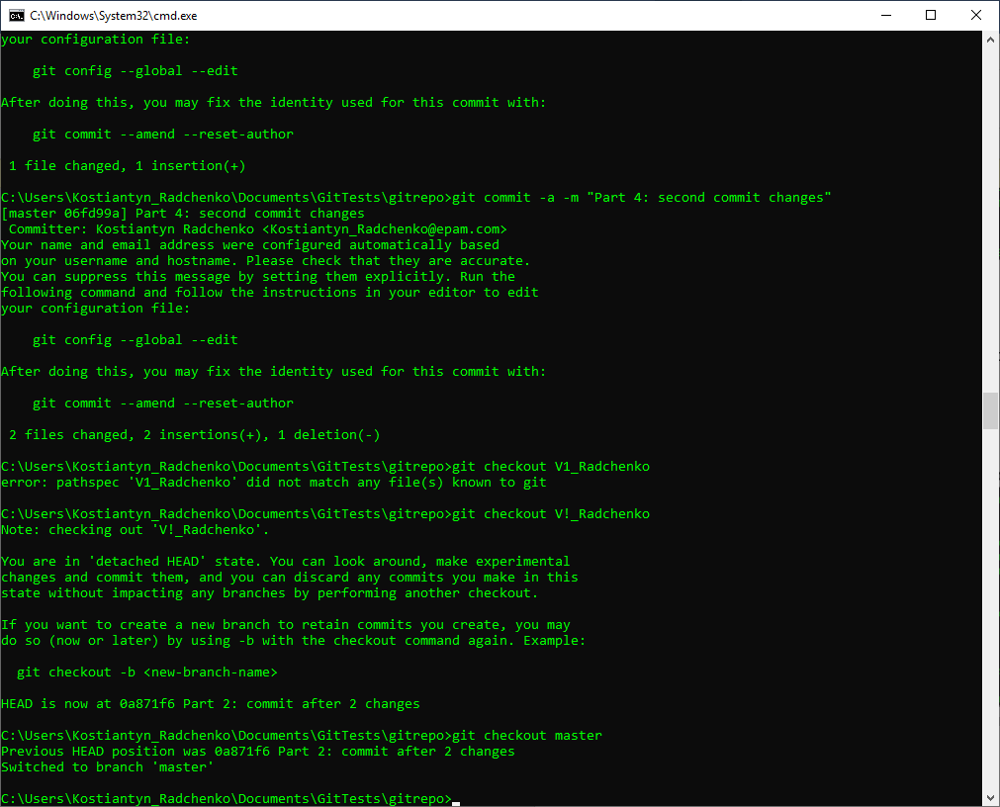 C:\Windows\System32\cmd.exe
your configuration file:
    git config --global --edit
After doing this, you may fix the identity used for this commit with:
    git commit --amend --reset-author
 1 file changed, 1 insertion(+)
C:\Users\Kostiantyn_Radchenko\Documents\GitTests\gitrepo>git commit -a -m "Part 4: second commit changes"
[master 06fd99a] Part 4: second commit changes
 Committer: Kostiantyn Radchenko <Kostiantyn_Radchenko@epam.com>
Your name and email address were configured automatically based
on your username and hostname. Please check that they are accurate.
You can suppress this message by setting them explicitly. Run the
following command and follow the instructions in your editor to edit
your configuration file:
    git config --global --edit
After doing this, you may fix the identity used for this commit with:
    git commit --amend --reset-author
 2 files changed, 2 insertions(+), 1 deletion(-)
C:\Users\Kostiantyn_Radchenko\Documents\GitTests\gitrepo>git checkout V1_Radchenko
error: pathspec 'V1_Radchenko' did not match any file(s) known to git
C:\Users\Kostiantyn_Radchenko\Documents\GitTests\gitrepo>git checkout V!_Radchenko
Note: checking out 'V!_Radchenko'.
You are in 'detached HEAD' state. You can look around, make experimental
changes and commit them, and you can discard any commits you make in this
state without impacting any branches by performing another checkout.
If you want to create a new branch to retain commits you create, you may
do so (now or later) by using -b with the checkout command again. Example:
  git checkout -b <new-branch-name>
HEAD is now at 0a871f6 Part 2: commit after 2 changes
C:\Users\Kostiantyn_Radchenko\Documents\GitTests\gitrepo>git checkout master
Previous HEAD position was 0a871f6 Part 2: commit after 2 changes
Switched to branch 'master'
C:\Users\Kostiantyn_Radchenko\Documents\GitTests\gitrepo>